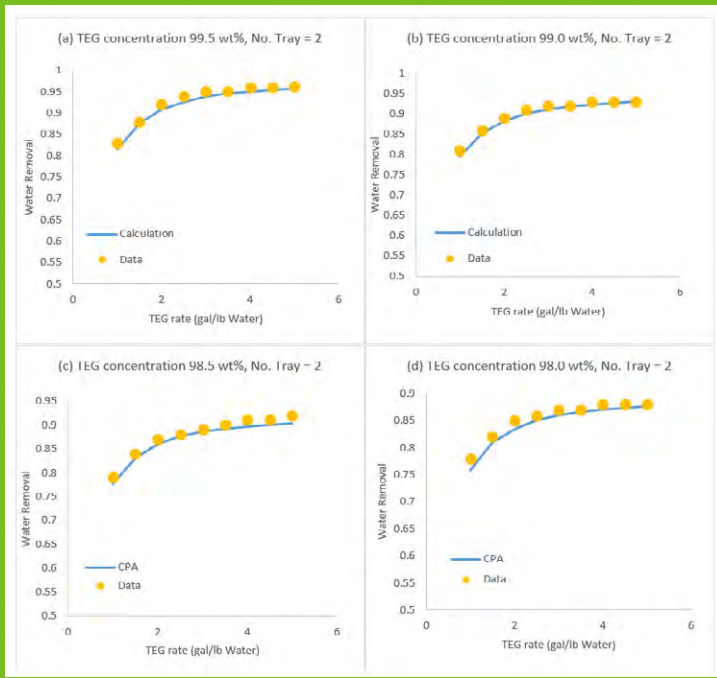 (a) TEG concentration 99.5 wt%, No. Tray = 2
1
0.95
0.9
0.85
0.8
0.75
0.7
0.65
0.6
0.55
0.5
Water Removal
Calculation
Data
0 2 4 6
TEG rate (gal/lb Water)
(b) TEG concentration 99.0 wt%, No. Tray = 2
1
0.95
0.9
0.85
0.8
0.75
0.7
0.65
0.6
0.55
0.5
Water Removal
Calculation
Data
0 2 4 6
TEG rate (gal/lb Water)
(c) TEG concentration 98.5 wt%, No. Tray = 2
0.95
0.9
0.85
0.8
0.75
0.7
0.65
0.6
0.55
0.5
Water Removal
CPA
Data
0 2 4 6
TEG rate (gal/lb Water)
(d) TEG concentration 98.0 wt%, No. Tray = 2
0.9
0.85
0.8
0.75
0.7
0.65
0.6
0.55
0.5
Water Removal
CPA
Data
0 2 4 6
TEG rate (gal/lb Water)